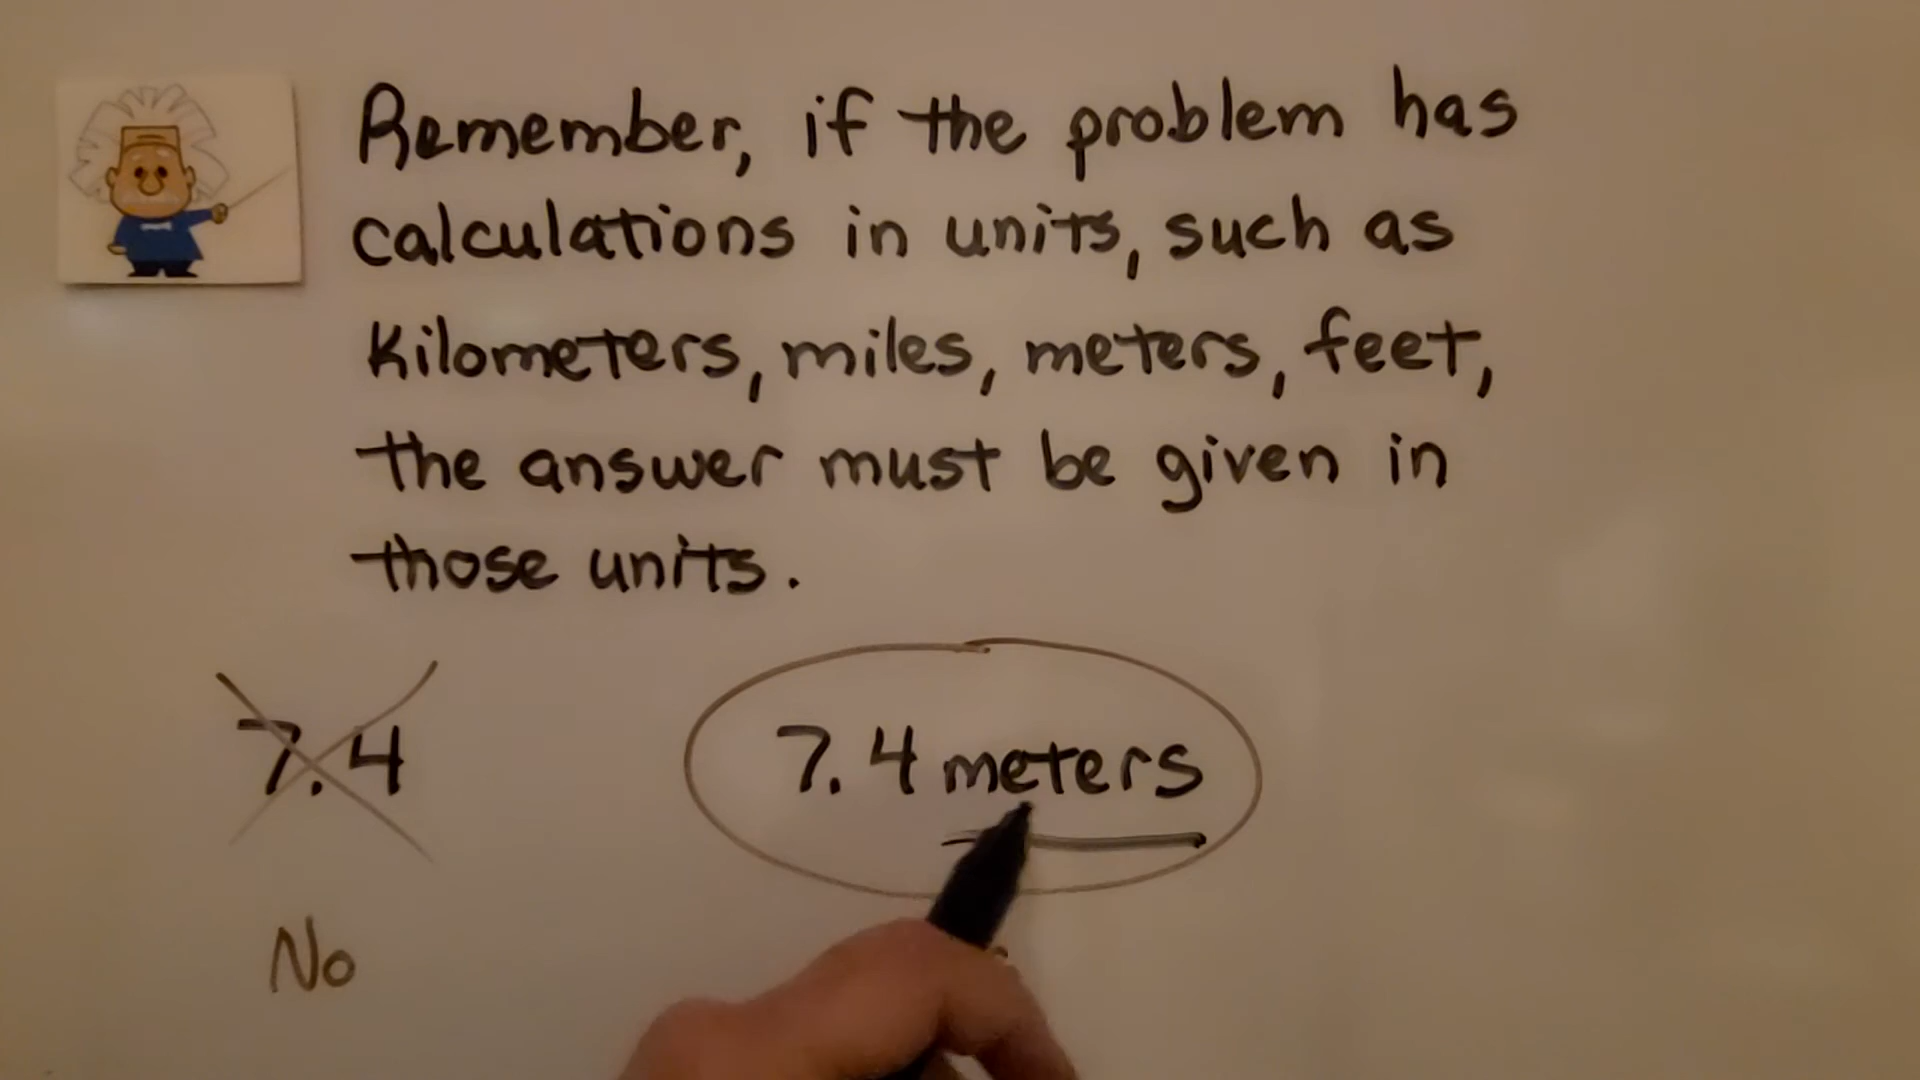 Remember, if the problem has
calculations in units, such as
Kilometers, miles, meters, feet,
the answer must be given in
those units.
7.4
7.4 meters
No